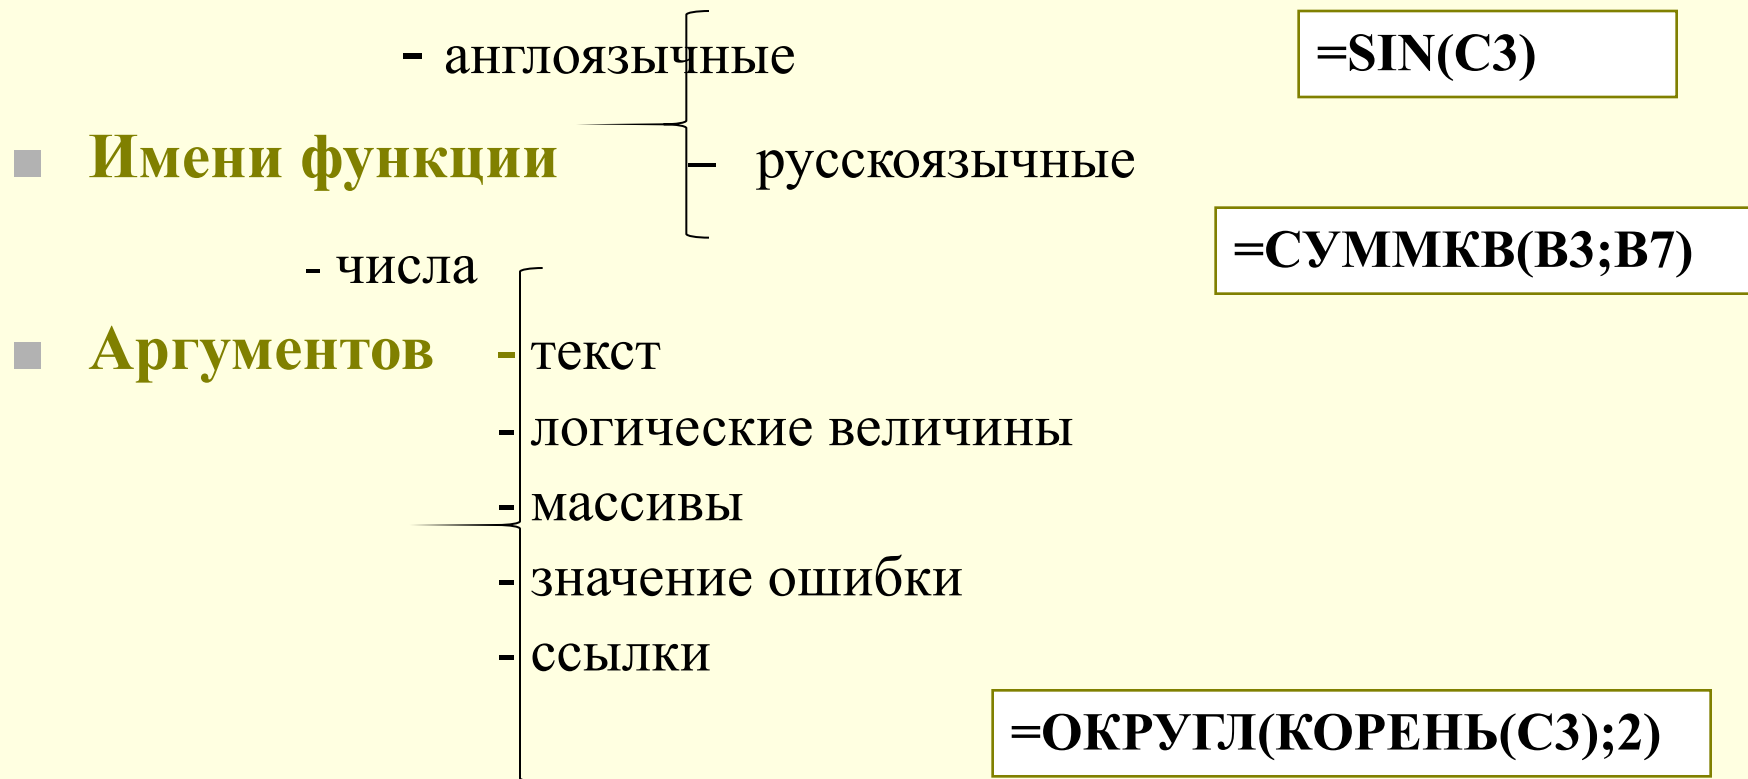 - англоязычные
=SIN(C3)
Имени функции
– русскоязычные
=СУММКВ(B3;B7)
- числа
Аргументов - текст
- логические величины
- массивы
- значение ошибки
- ссылки
=ОКРУГЛ(КОРЕНЬ(C3);2)